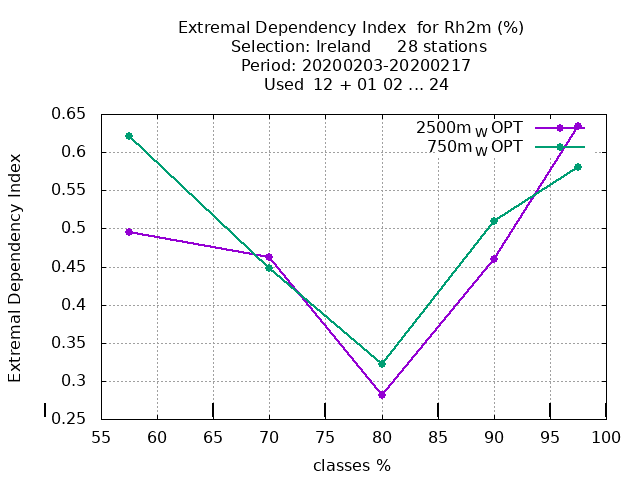 Extremal Dependency Index for Rh2m (%)
Selection: Ireland 28 stations
Period: 20200203-20200217
Used 12 + 01 02 ... 24
0.65
0.6
0.55
0.5
0.45
0.4
0.35
0.3
0.25
Extremal Dependency Index
2500m W OPT
750m W OPT
55 60 65 70 75 80 85 90 95 100
classes %